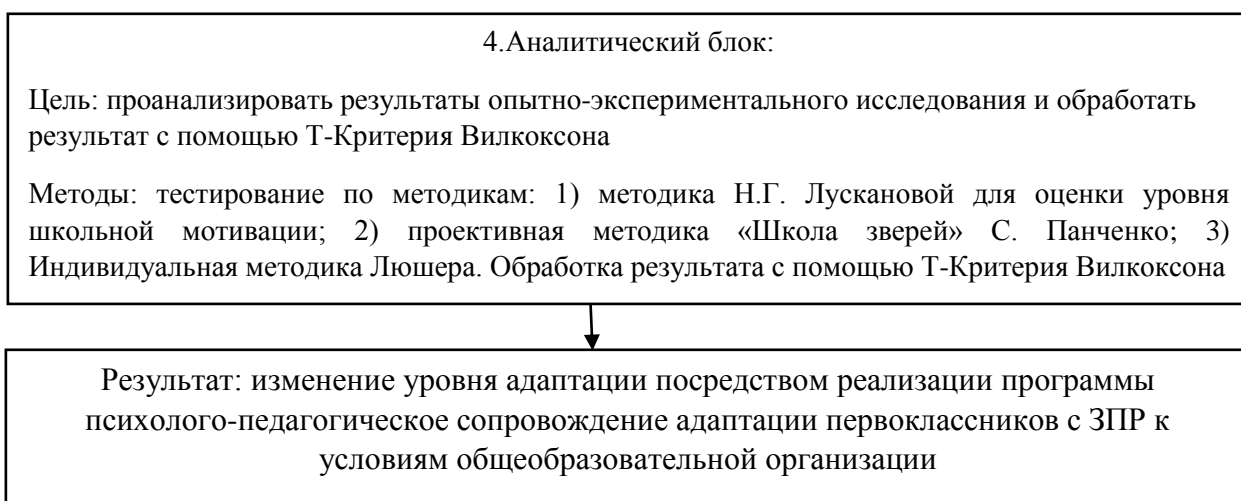 4.Аналитический блок:
Цель: проанализировать результаты опытно-экспериментального исследования и обработать
результат с помощью Т-Критерия Вилкоксона
Методы: тестирование по методикам: 1) методика Н.Г. Лускановой для оценки уровня
школьной мотивации; 2) проективная методика «Школа зверей» С. Панченко; 3)
Индивидуальная методика Люшера. Обработка результата с помощью Т-Критерия Вилкоксона
Результат: изменение уровня адаптации посредством реализации программы
психолого-педагогическое сопровождение адаптации первоклассников с ЗПР к
условиям общеобразовательной организации